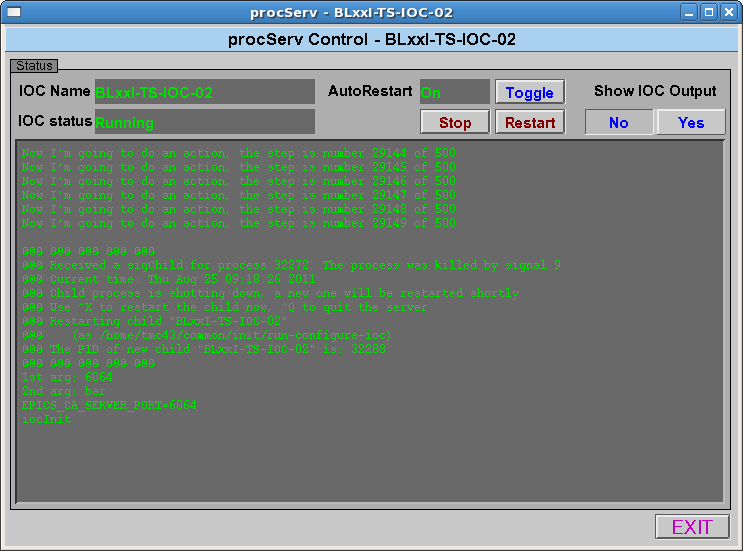 procServ - BLxxI-TS-IOC-02
procServ Control - BLxxI-TS-IOC-02
Status
IOC Name BLxxI-TS-IOC-02 AutoRestart On Toggle Show IOC Output
IOC status Running Stop Restart No Yes
Now I'm going to do an action, the step is number 29144 of 500
Now I'm going to do an action, the step is number 29145 of 500
Now I'm going to do an action, the step is number 29146 of 500
Now I'm going to do an action, the step is number 29147 of 500
Now I'm going to do an action, the step is number 29148 of 500
Now I'm going to do an action, the step is number 29149 of 500
@@@ @@@ @@@ @@@ @@@
@@@ Received a sigChild for process 32272. The process was killed by signal 9
@@@ Current time: Thu Aug 25 09:18:26 2011
@@@ Child process is shutting down, a new one will be restarted shortly
@@@ Use ^X to restart the child now, ^Q to quit the server
@@@ Restarting child "BLxxI-TS-IOC-02"
@@@    (as /home/tmc43/common/init/run-configure-ioc)
@@@ The PID of new child "BLxxI-TS-IOC-02" is: 32288
@@@ @@@ @@@ @@@ @@@
1st arg: 6064
2nd arg: bar
EPICS_CA_SERVER_PORT=6064
iocInit
EXIT